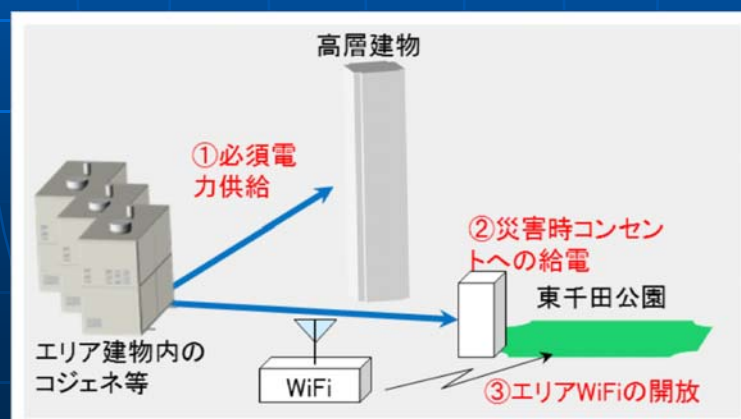 高層建物
①必須電
力供給
②災害時コンセン
トへの給電
東千田公園
エリア建物内の
コジェネ等
WiFi
③エリアWiFiの開放